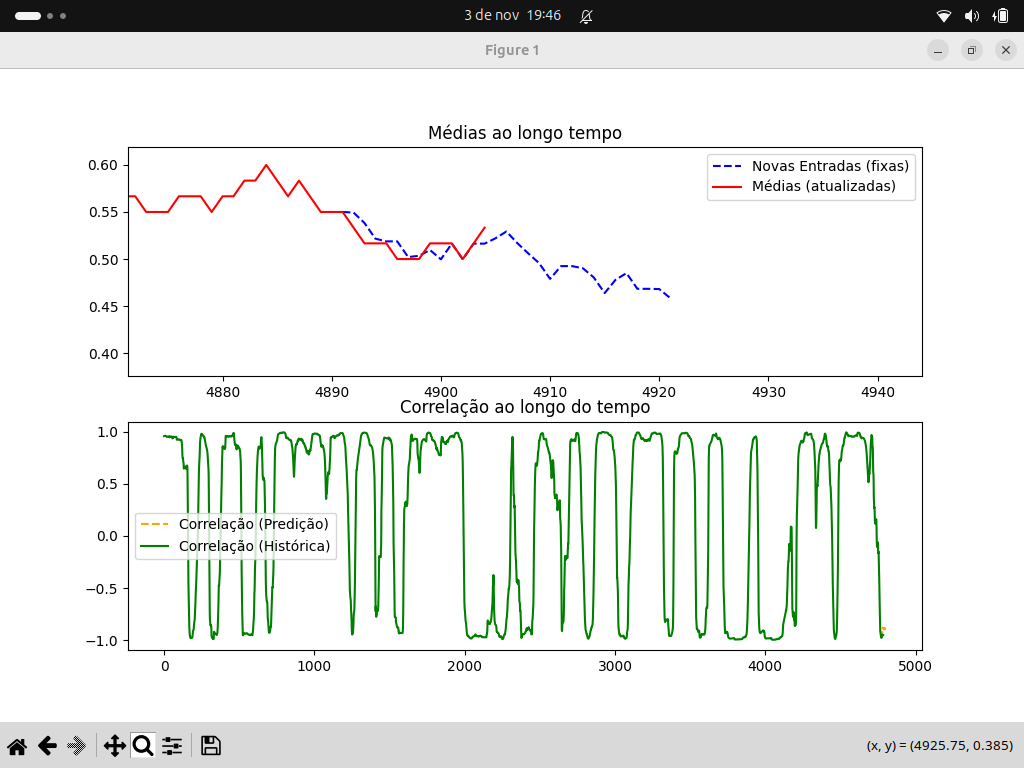 3 de nov 19:46
Figure 1
Médias ao longo tempo
0.60
0.55
0.50
0.45
0.40
Novas Entradas (fixas)
Médias (atualizadas)
4880 4890 4900 4910 4920 4930 4940
Correlação ao longo do tempo
1.0
0.5
0.0
−0.5
−1.0
Correlação (Predição)
Correlação (Histórica)
0 1000 2000 3000 4000 5000
(x, y) = (4925.75, 0.385)